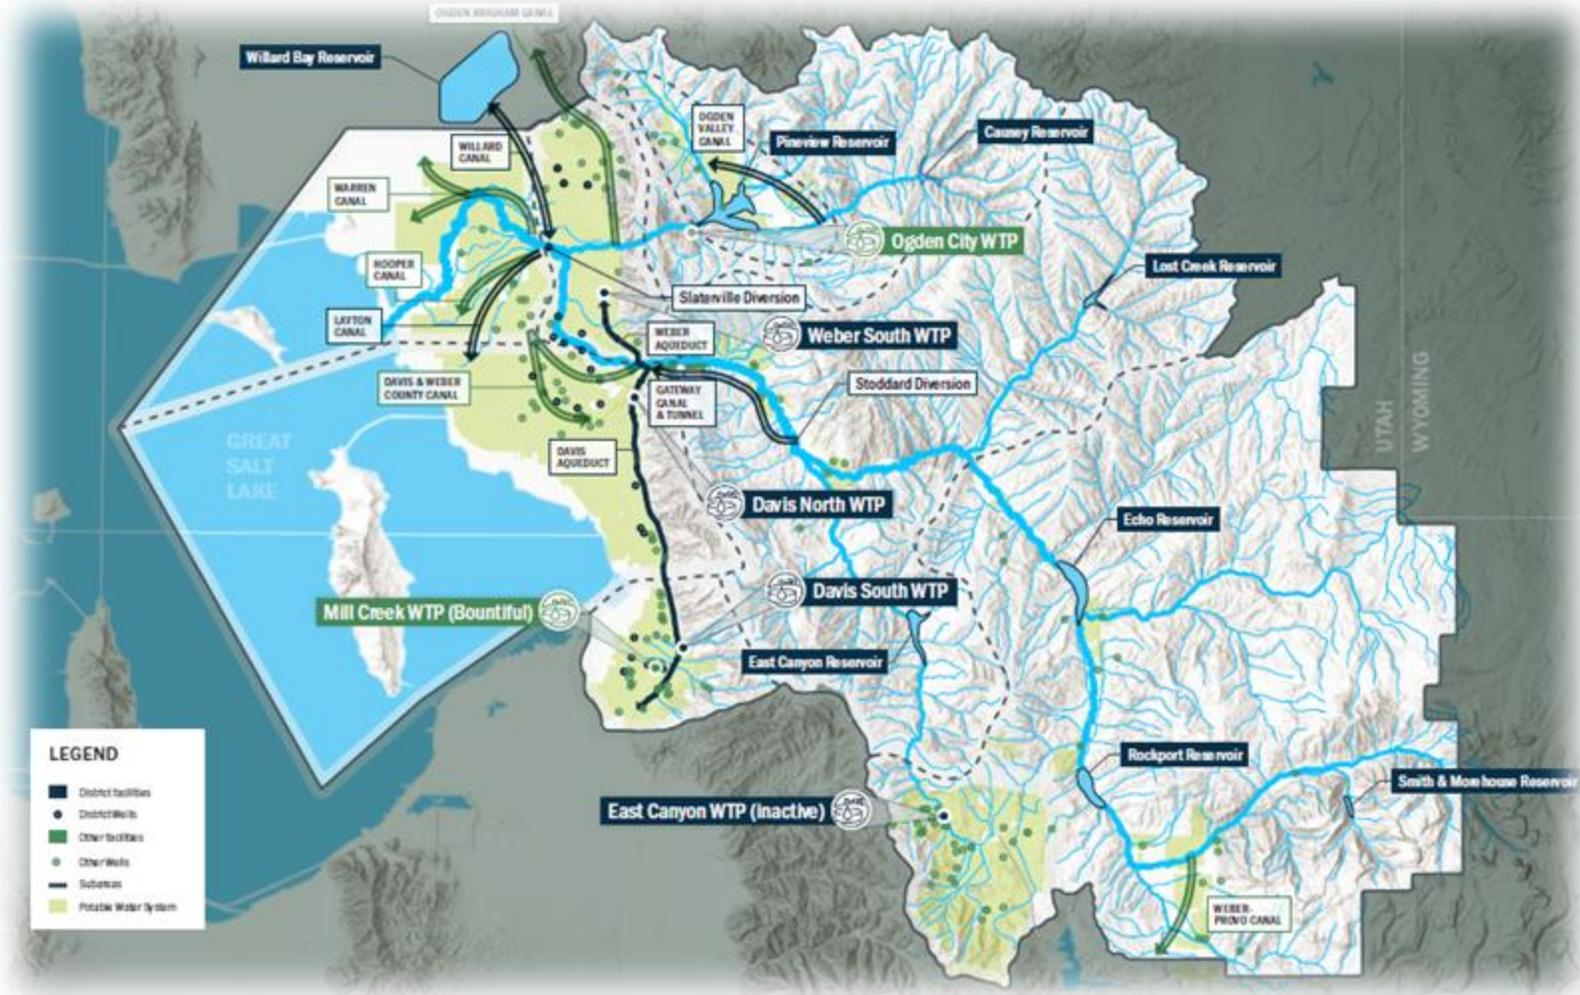 OGDEN BRIGHAM CANAL
Willard Bay Reservoir
WILLARD
CANAL
OGDEN
VALLEY
CANAL
Pineview Reservoir
Causey Reservoir
WARREN
CANAL
Ogden City WTP
HOOPER
CANAL
Lost Creek Reservoir
Slaterville Diversion
LAYTON
CANAL
WEBER
AQUEDUCT
Weber South WTP
DAVIS & WEBER
COUNTY CANAL
GATEWAY
CANAL
& TUNNEL
Stoddard Diversion
UTAH
WYOMING
GREAT
SALT
LAKE
DAVIS
AQUEDUCT
Davis North WTP
Echo Reservoir
Davis South WTP
Mill Creek WTP (Bountiful)
East Canyon Reservoir
Rockport Reservoir
Smith & Morehouse Reservoir
East Canyon WTP (Inactive)
WEBER-
PROVO CANAL
LEGEND
District facilities
District Wells
Other facilities
Other Wells
Subareas
Potable Water System